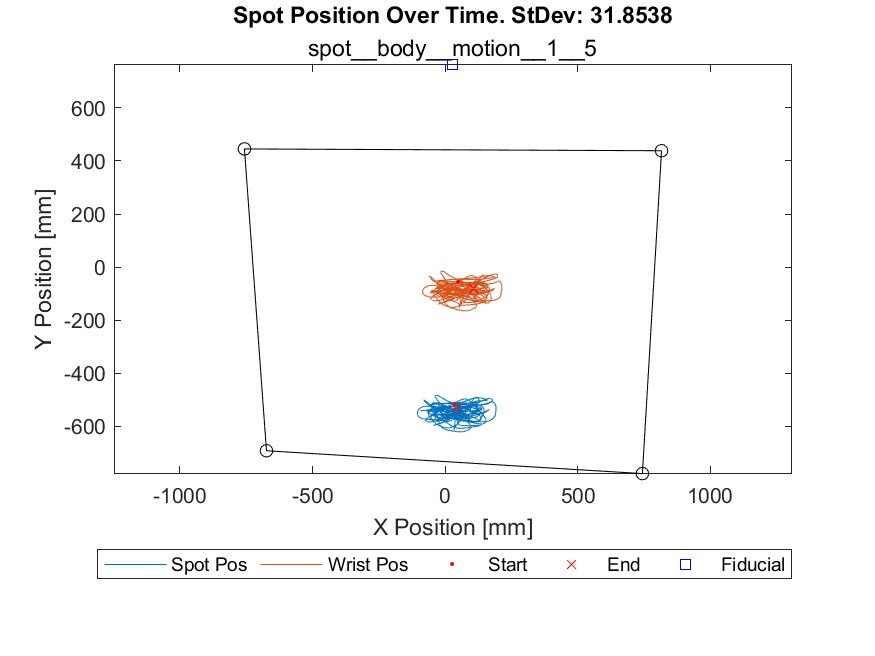 Spot Position Over Time. StDev: 31.8538
spot__body__motion__1__5
600
400
200
0
-200
-400
-600
Y Position [mm]
-1000 -500 0 500 1000
X Position [mm]
Spot Pos Wrist Pos Start End Fiducial